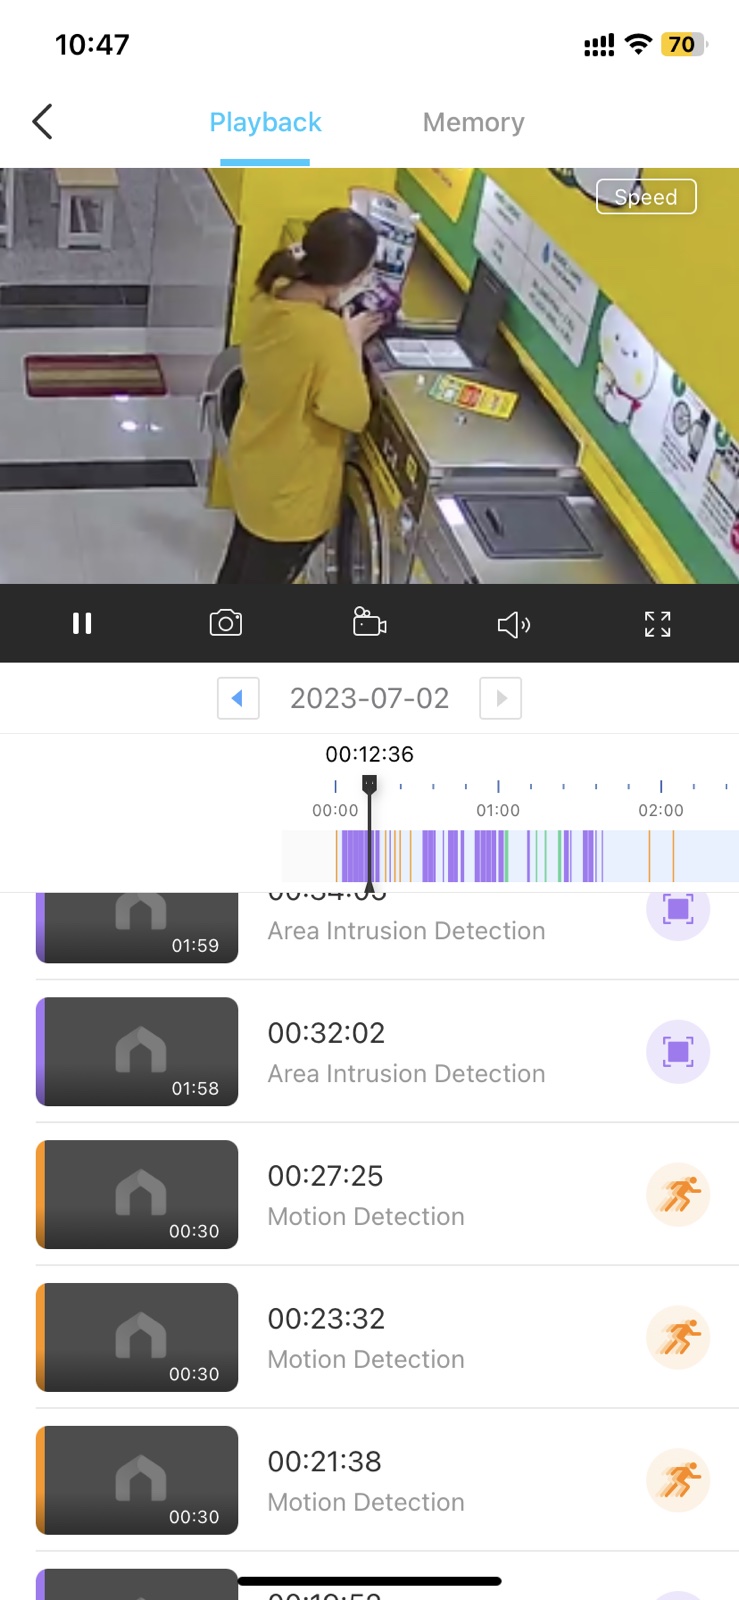 10:47
70
Playback Memory
Speed
2023-07-02
00:12:36
00:00 01:00 02:00
01:59
Area Intrusion Detection
00:32:02
Area Intrusion Detection
01:58
00:27:25
Motion Detection
00:30
00:23:32
Motion Detection
00:30
00:21:38
Motion Detection
00:30